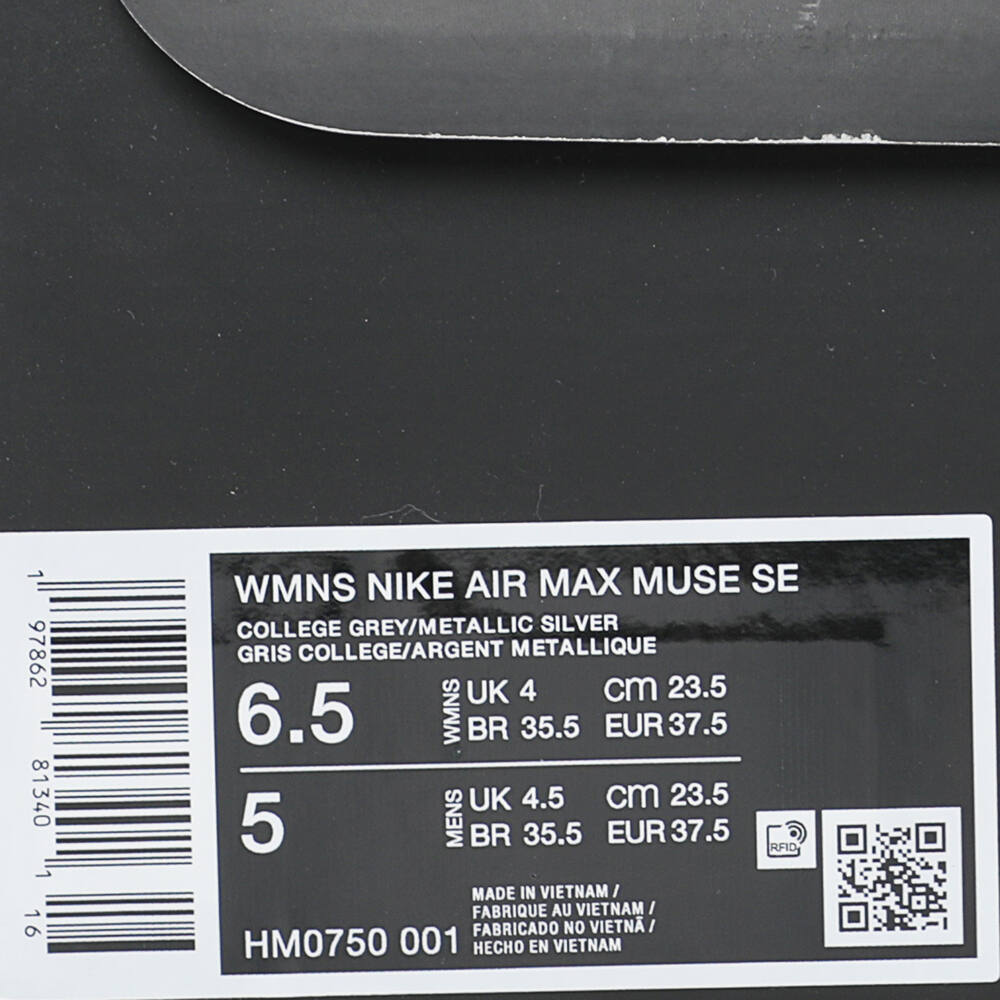 WMNS NIKE AIR MAX MUSE SE
COLLEGE GREY/METALLIC SILVER
GRIS COLLEGE/ARGENT METALLIQUE
6.5 WMNS UK 4 cm 23.5
BR 35.5 EUR 37.5
5 MENS UK 4.5 cm 23.5
BR 35.5 EUR 37.5
RFID
MADE IN VIETNAM /
FABRIQUE AU VIETNAM /
FABRICADO NO VIETNÃ /
HECHO EN VIETNAM
HM0750 001
1 97862 81340 1 16